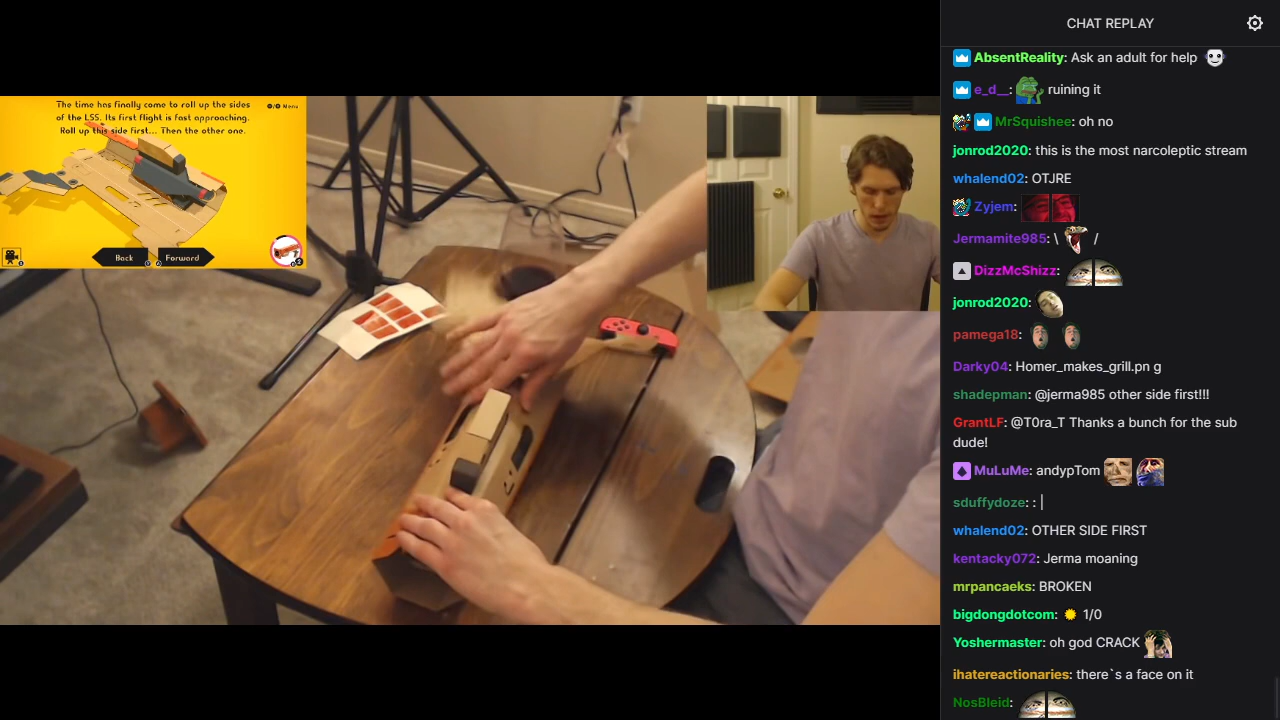 The time has finally come to roll up the sides
of the LSS. Its first flight is fast approaching.
Roll up this side first... Then the other one.
Menu
Back
Forward
CHAT REPLAY
AbsentReality: Ask an adult for help
e_d__: ruining it
MrSquishee: oh no
jonrod2020: this is the most narcoleptic stream
whalend02: OTJRE
Zyjem:
Jermamite985: \ /
DizzMcShizz:
jonrod2020:
pamega18:
Darky04: Homer_makes_grill.pn g
shadepman: @jerma985 other side first!!!
GrantLF: @T0ra_T Thanks a bunch for the sub
dude!
MuLuMe: andypTom
sduffydoze: : |
whalend02: OTHER SIDE FIRST
kentacky072: Jerma moaning
mrpancaeks: BROKEN
bigdongdotcom: 1/0
Yoshermaster: oh god CRACK
ihatereactionaries: there`s a face on it
NosBleid: